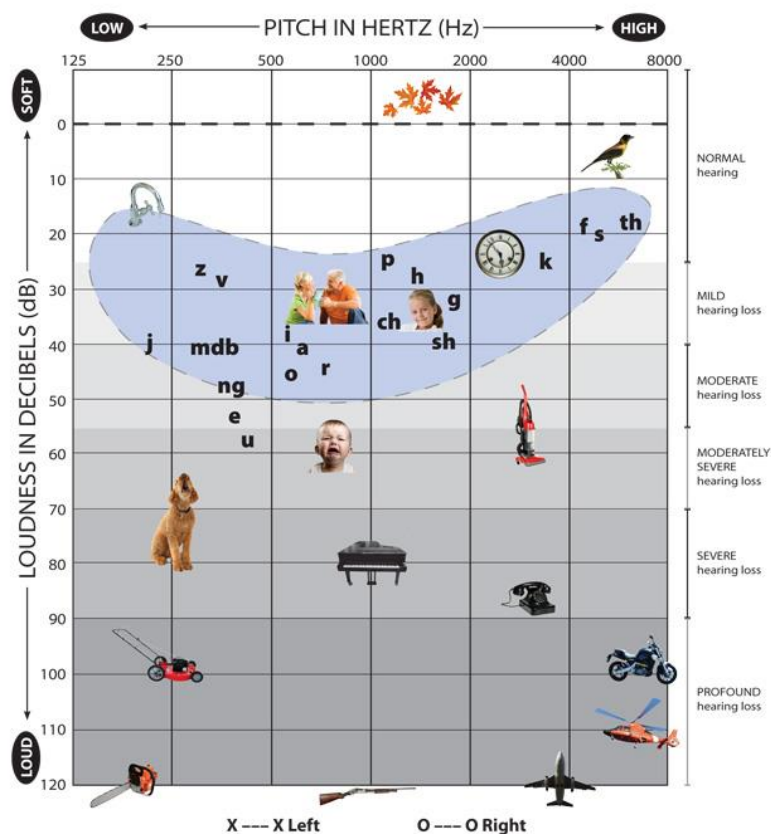 LOW PITCH IN HERTZ (Hz) HIGH
125 250 500 1000 2000 4000 8000
SOFT
LOUDNESS IN DECIBELS (dB)
LOUD
0
NORMAL
hearing
10
20
f s th
z v
p h k
30
g
MILD
hearing loss
ch
i
j mdb a sh
40
o r
ng
MODERATE
hearing loss
50
e
u
60
MODERATELY
SEVERE
hearing loss
70
80
SEVERE
hearing loss
90
100
PROFOUND
hearing loss
110
120
X --- X Left O --- O Right